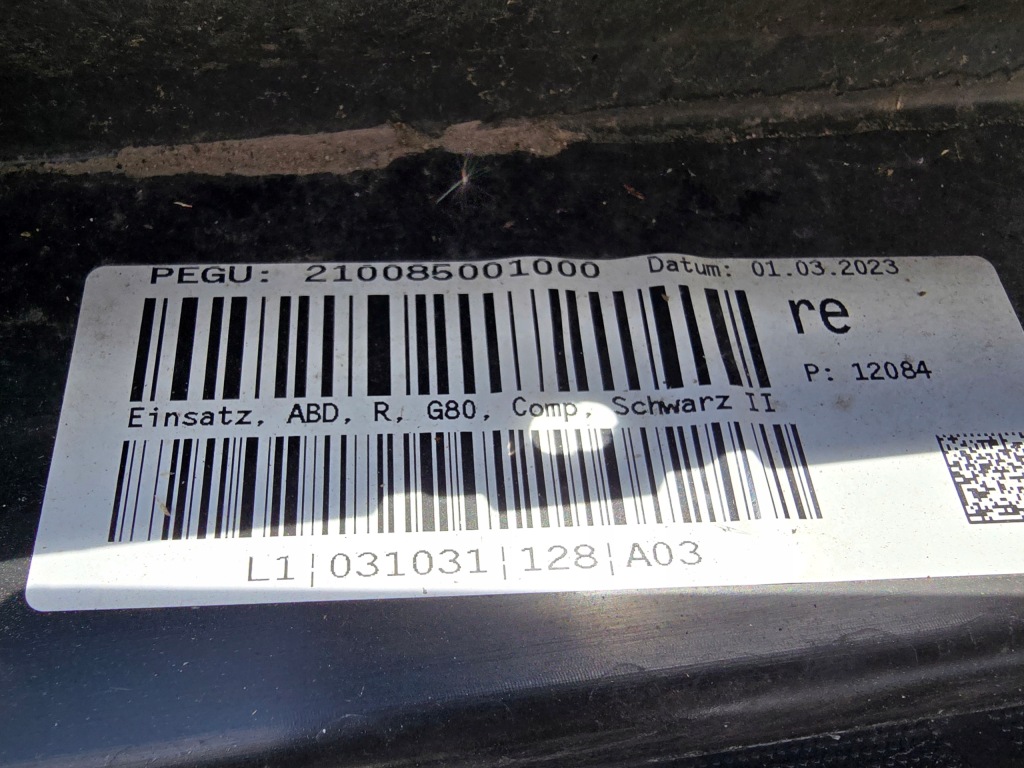 PEGU: 210085001000 Datum: 01.03.2023
re
P: 12084
Einsatz, ABD, R, G80, Comp, Schwarz II
L1¦031031¦128¦A03